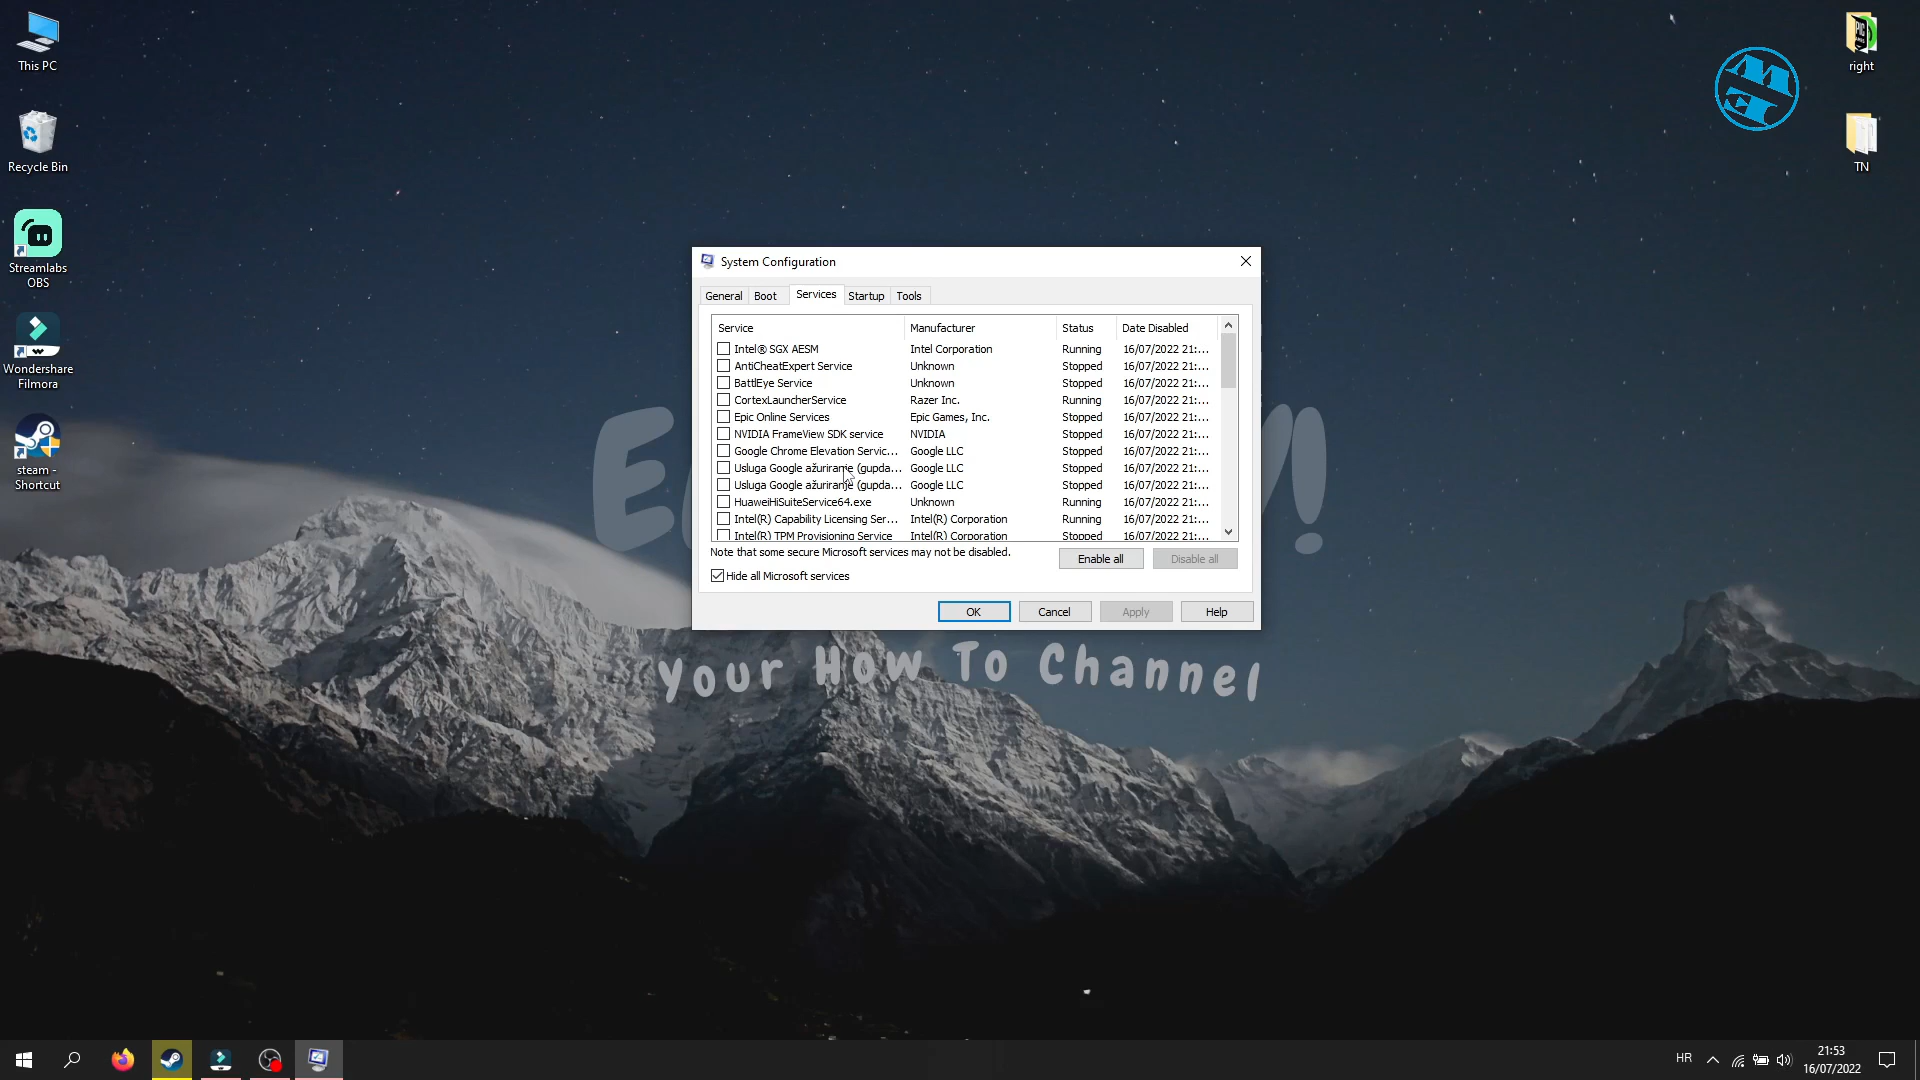 This PC
Recycle Bin
Streamlabs
OBS
Wondershare
Filmora
steam -
Shortcut
right
TN
System Configuration
General Boot Services Startup Tools
Service Manufacturer Status Date Disabled
Intel® SGX AESM Intel Corporation Running 16/07/2022 21:...
AntiCheatExpert Service Unknown Stopped 16/07/2022 21:...
BattlEye Service Unknown Stopped 16/07/2022 21:...
CortexLauncherService Razer Inc. Running 16/07/2022 21:...
Epic Online Services Epic Games, Inc. Stopped 16/07/2022 21:...
NVIDIA FrameView SDK service NVIDIA Stopped 16/07/2022 21:...
Google Chrome Elevation Servic... Google LLC Stopped 16/07/2022 21:...
Usluga Google ažuriranje (gupda... Google LLC Stopped 16/07/2022 21:...
Usluga Google ažuriranje (gupda... Google LLC Stopped 16/07/2022 21:...
HuaweiHiSuiteService64.exe Unknown Running 16/07/2022 21:...
Intel(R) Capability Licensing Ser... Intel(R) Corporation Running 16/07/2022 21:...
Intel(R) TPM Provisioning Service Intel(R) Corporation Stopped 16/07/2022 21:...
Note that some secure Microsoft services may not be disabled.
Enable all Disable all
Hide all Microsoft services
OK Cancel Apply Help
Your How To Channel
HR
21:53
16/07/2022